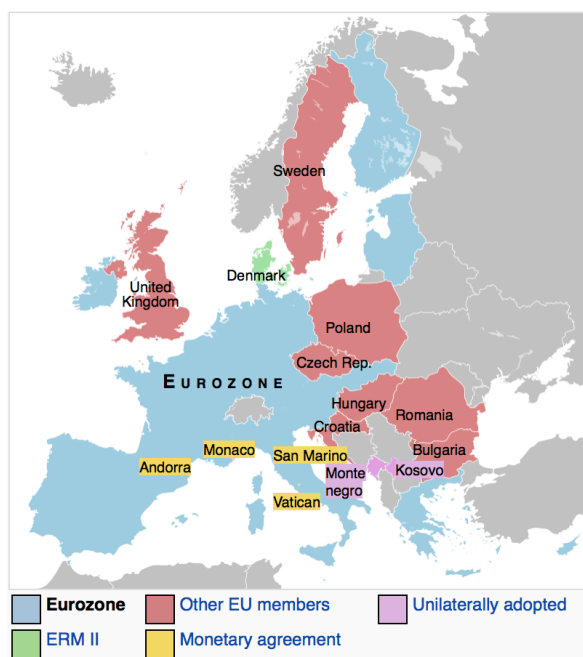 Sweden
Denmark
United
Kingdom
Poland
Czech Rep.
EUROZONE
Hungary
Romania
Croatia
Monaco
San Marino
Bulgaria
Andorra
Monte
negro
Kosovo
Vatican
Eurozone
Other EU members
Unilaterally adopted
ERM II
Monetary agreement